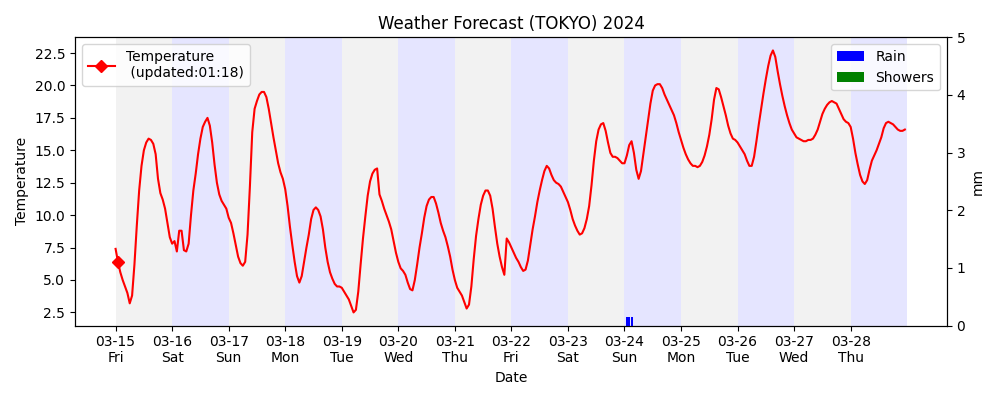 Weather Forecast (TOKYO) 2024
Temperature
(updated:01:18)
Rain
Showers
Temperature
22.5
20.0
17.5
15.0
12.5
10.0
7.5
5.0
2.5
5
4
3
2
1
0
mm
03-15 03-16 03-17 03-18 03-19 03-20 03-21 03-22 03-23 03-24 03-25 03-26 03-27 03-28
Fri Sat Sun Mon Tue Wed Thu Fri Sat Sun Mon Tue Wed Thu
Date